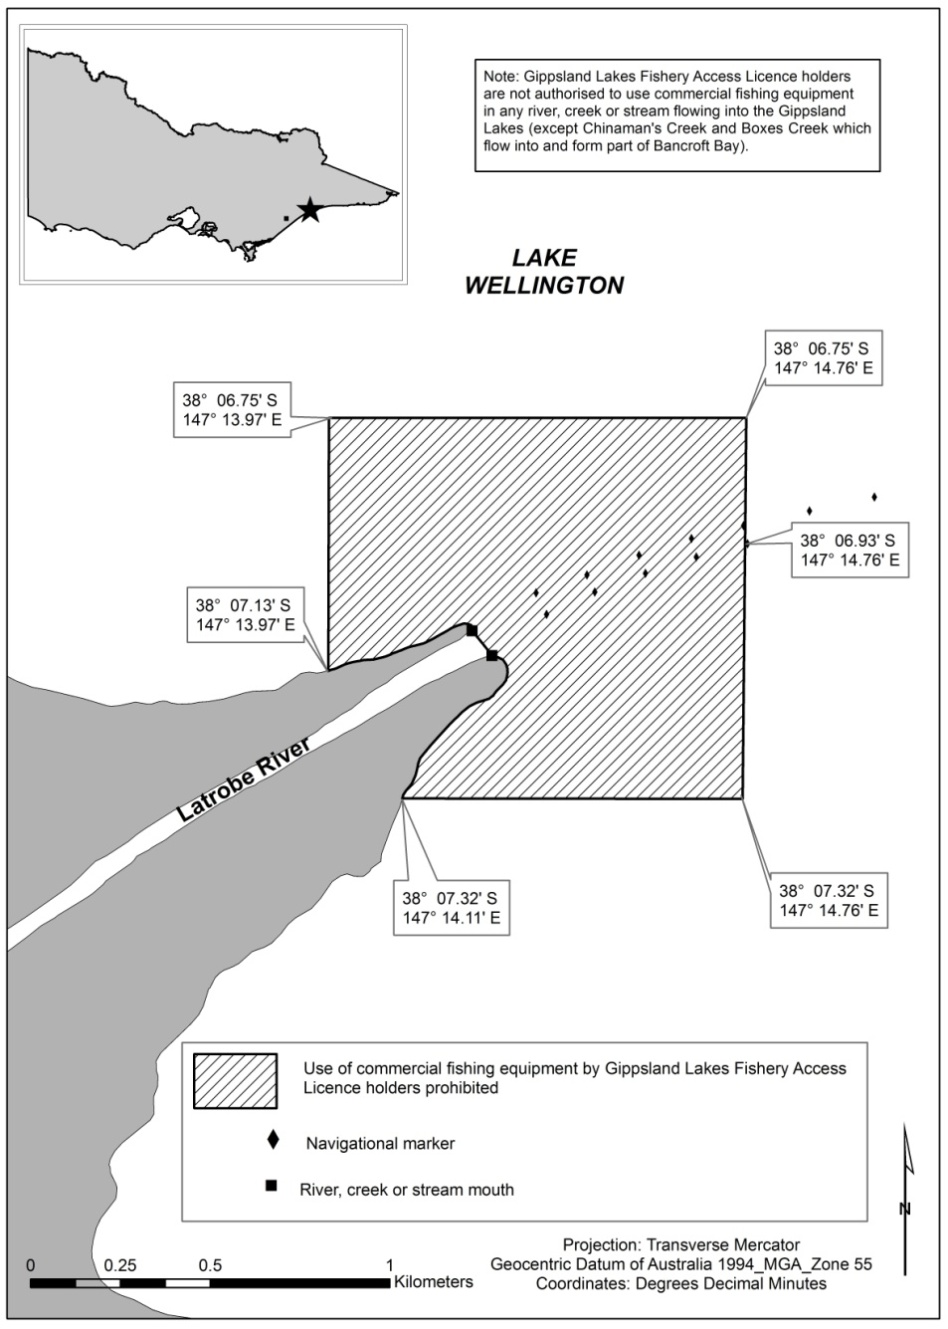 Note: Gippsland Lakes Fishery Access Licence holders
are not authorised to use commercial fishing equipment
in any river, creek or stream flowing into the Gippsland
Lakes (except Chinaman's Creek and Boxes Creek which
flow into and form part of Bancroft Bay).
LAKE
WELLINGTON
38° 06.75' S
147° 14.76' E
38° 06.75' S
147° 13.97' E
38° 06.93' S
147° 14.76' E
38° 07.13' S
147° 13.97' E
Latrobe River
38° 07.32' S
147° 14.11' E
38° 07.32' S
147° 14.76' E
Use of commercial fishing equipment by Gippsland Lakes Fishery Access
Licence holders prohibited
Navigational marker
River, creek or stream mouth
N
0 0.25 0.5 1
Kilometers
Projection: Transverse Mercator
Geocentric Datum of Australia 1994_MGA_Zone 55
Coordinates: Degrees Decimal Minutes